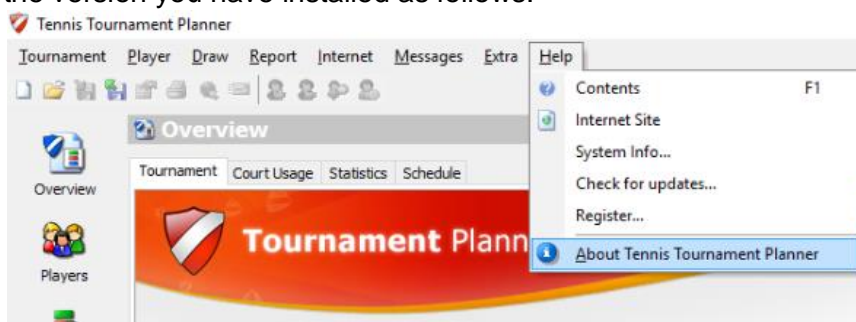 the version you have installed as follows:
Tennis Tournament Planner
Tournament Player Draw Report Internet Messages Extra Help
Contents F1
Internet Site
System Info...
Check for updates...
Register...
About Tennis Tournament Planner
Overview
Tournament Court Usage Statistics Schedule
Tournament Plann
Overview
Players